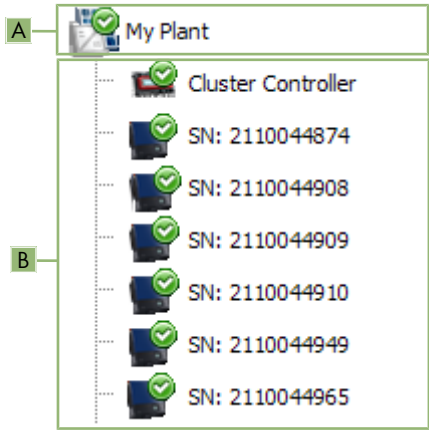 A My Plant
Cluster Controller
SN: 2110044874
SN: 2110044908
SN: 2110044909
B SN: 2110044910
SN: 2110044949
SN: 2110044965